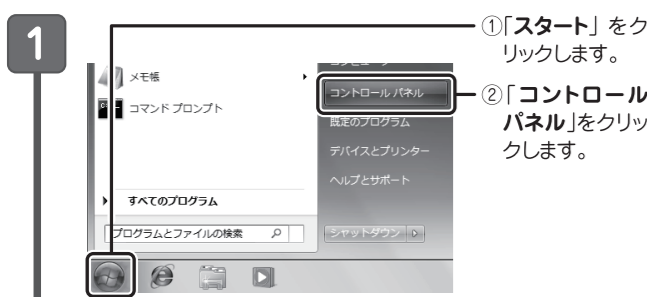 1
①「スタート」をク
リックします。
②「コントロール
パネル」をクリッ
クします。
メモ帳
コマンド プロンプト
すべてのプログラム
プログラムとファイルの検索
コントロール パネル
既定のプログラム
デバイスとプリンター
ヘルプとサポート
シャットダウン